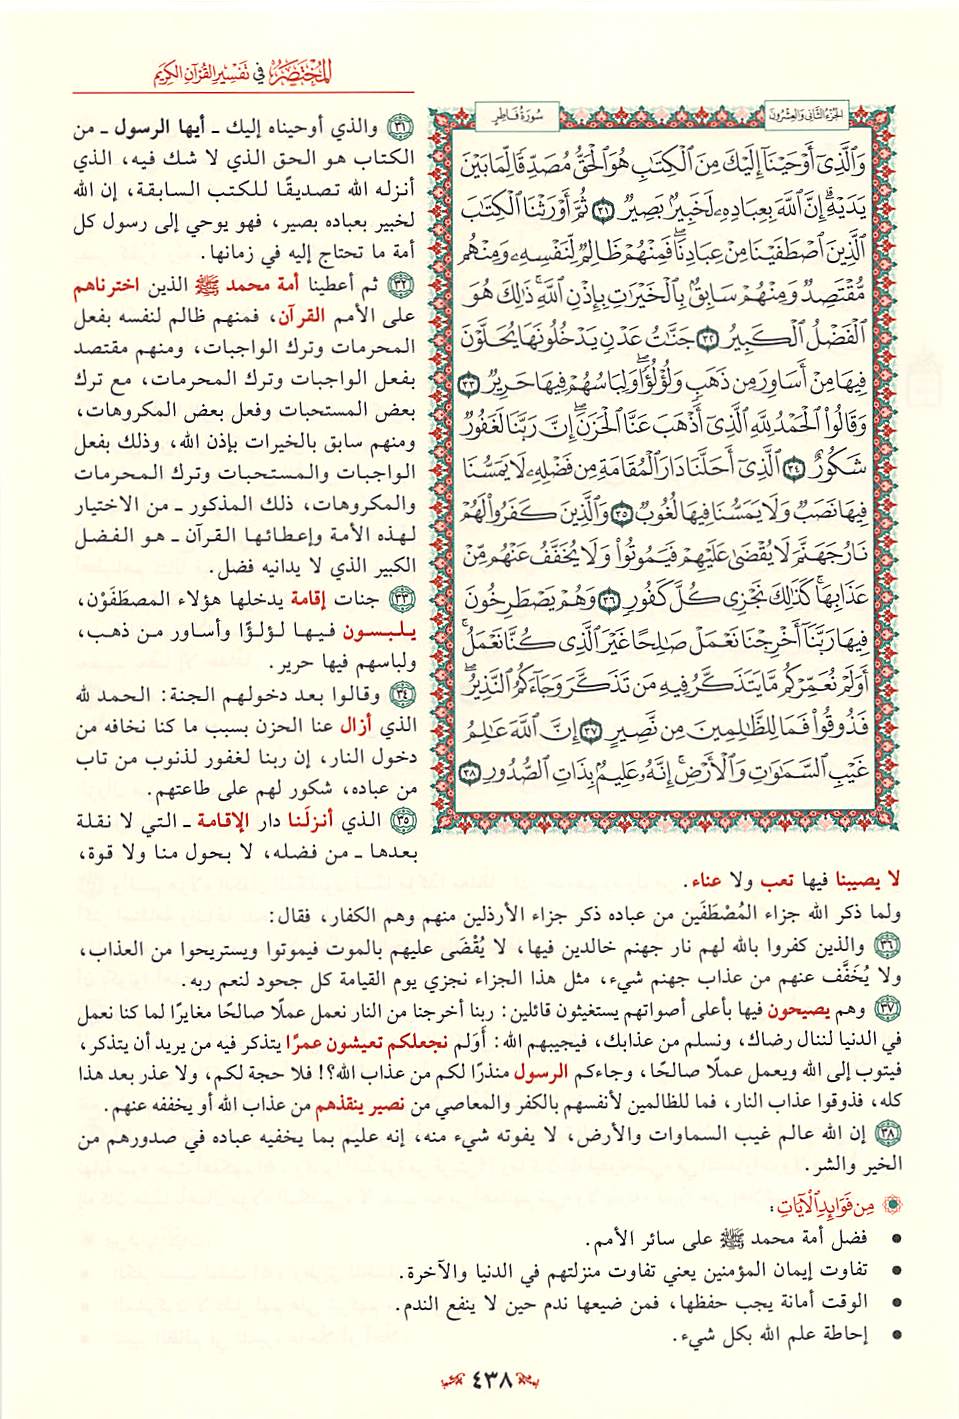 المختصر في تفسير القرآن الكريم
الجزء الثاني والعشرون
سورة فاطر
وَٱلَّذِىٓ أَوْحَيْنَآ إِلَيْكَ مِنَ ٱلْكِتَٰبِ هُوَ ٱلْحَقُّ مُصَدِّقًا لِّمَا بَيْنَ
يَدَيْهِۗ إِنَّ ٱللَّهَ بِعِبَادِهِۦ لَخَبِيرٌۢ بَصِيرٌ ٣١ ثُمَّ أَوْرَثْنَا ٱلْكِتَٰبَ
ٱلَّذِينَ ٱصْطَفَيْنَا مِنْ عِبَادِنَاۖ فَمِنْهُمْ ظَالِمٌ لِّنَفْسِهِۦ وَمِنْهُم
مُّقْتَصِدٌ وَمِنْهُمْ سَابِقٌۢ بِٱلْخَيْرَٰتِ بِإِذْنِ ٱللَّهِۚ ذَٰلِكَ هُوَ
ٱلْفَضْلُ ٱلْكَبِيرُ ٣٢ جَنَّٰتُ عَدْنٍ يَدْخُلُونَهَا يُحَلَّوْنَ
فِيهَا مِنْ أَسَاوِرَ مِن ذَهَبٍ وَلُؤْلُؤًاۖ وَلِبَاسُهُمْ فِيهَا حَرِيرٌ ٣٣
وَقَالُوا۟ ٱلْحَمْدُ لِلَّهِ ٱلَّذِىٓ أَذْهَبَ عَنَّا ٱلْحَزَنَۖ إِنَّ رَبَّنَا لَغَفُورٌ
شَكُورٌ ٣٤ ٱلَّذِىٓ أَحَلَّنَا دَارَ ٱلْمُقَامَةِ مِن فَضْلِهِۦ لَا يَمَسُّنَا
فِيهَا نَصَبٌ وَلَا يَمَسُّنَا فِيهَا لُغُوبٌ ٣٥ وَٱلَّذِينَ كَفَرُوا۟ لَهُمْ
نَارُ جَهَنَّمَ لَا يُقْضَىٰ عَلَيْهِمْ فَيَمُوتُوا۟ وَلَا يُخَفَّفُ عَنْهُم مِّنْ
عَذَابِهَاۚ كَذَٰلِكَ نَجْزِى كُلَّ كَفُورٍ ٣٦ وَهُمْ يَصْطَرِخُونَ
فِيهَا رَبَّنَآ أَخْرِجْنَا نَعْمَلْ صَٰلِحًا غَيْرَ ٱلَّذِى كُنَّا نَعْمَلُۚ
أَوَلَمْ نُعَمِّرْكُم مَّا يَتَذَكَّرُ فِيهِ مَن تَذَكَّرَ وَجَآءَكُمُ ٱلنَّذِيرُۖ
فَذُوقُوا۟ فَمَا لِلظَّٰلِمِينَ مِن نَّصِيرٍ ٣٧ إِنَّ ٱللَّهَ عَٰلِمُ
غَيْبِ ٱلسَّمَٰوَٰتِ وَٱلْأَرْضِۚ إِنَّهُۥ عَلِيمٌۢ بِذَاتِ ٱلصُّدُورِ ٣٨
٣١ والذي أوحيناه إليك ـ أيها الرسول ـ من
الكتاب هو الحق الذي لا شك فيه، الذي
أنزله الله تصديقًا للكتب السابقة، إن الله
لخبير بعباده بصير، فهو يوحي إلى رسول كل
أمة ما تحتاج إليه في زمانها.
٣٢ ثم أعطينا أمة محمد ﷺ الذين اخترناهم
على الأمم القرآن، فمنهم ظالم لنفسه بفعل
المحرمات وترك الواجبات، ومنهم مقتصد
بفعل الواجبات وترك المحرمات، مع ترك
بعض المستحبات وفعل بعض المكروهات،
ومنهم سابق بالخيرات بإذن الله، وذلك بفعل
الواجبات والمستحبات وترك المحرمات
والمكروهات، ذلك المذكور ـ من الاختيار
لهذه الأمة وإعطائها القرآن ـ هو الفضل
الكبير الذي لا يدانيه فضل.
٣٣ جنات إقامة يدخلها هؤلاء المصطَفَوْن،
يلبسون فيها لؤلؤًا وأساور من ذهب،
ولباسهم فيها حرير.
٣٤ وقالوا بعد دخولهم الجنة: الحمد لله
الذي أزال عنا الحزن بسبب ما كنا نخافه من
دخول النار، إن ربنا لغفور لذنوب من تاب
من عباده، شكور لهم على طاعتهم.
٣٥ الذي أنزلَنا دار الإقامة ـ التي لا نقلة
بعدها ـ من فضله، لا بحول منا ولا قوة،
لا يصيبنا فيها تعب ولا عناء.
ولما ذكر الله جزاء المُصْطَفَين من عباده ذكر جزاء الأرذلين منهم وهم الكفار، فقال:
٣٦ والذين كفروا بالله لهم نار جهنم خالدين فيها، لا يُقْضَى عليهم بالموت فيموتوا ويستريحوا من العذاب،
ولا يُخَفَّف عنهم من عذاب جهنم شيء، مثل هذا الجزاء نجزي يوم القيامة كل جحود لنعم ربه.
٣٧ وهم يصيحون فيها بأعلى أصواتهم يستغيثون قائلين: ربنا أخرجنا من النار نعمل عملًا صالحًا مغايرًا لما كنا نعمل
في الدنيا لننال رضاك، ونسلم من عذابك، فيجيبهم الله: أَوَلم نجعلكم تعيشون عمرًا يتذكر فيه من يريد أن يتذكر،
فيتوب إلى الله ويعمل عملًا صالحًا، وجاءكم الرسول منذرًا لكم من عذاب الله؟! فلا حجة لكم، ولا عذر بعد هذا
كله، فذوقوا عذاب النار، فما للظالمين لأنفسهم بالكفر والمعاصي من نصير ينقذهم من عذاب الله أو يخففه عنهم.
٣٨ إن الله عالم غيب السماوات والأرض، لا يفوته شيء منه، إنه عليم بما يخفيه عباده في صدورهم من
الخير والشر.
مِن فَوَائِدِ الْآيَاتِ:
• فضل أمة محمد ﷺ على سائر الأمم.
• تفاوت إيمان المؤمنين يعني تفاوت منزلتهم في الدنيا والآخرة.
• الوقت أمانة يجب حفظها، فمن ضيعها ندم حين لا ينفع الندم.
• إحاطة علم الله بكل شيء.
٤٣٨